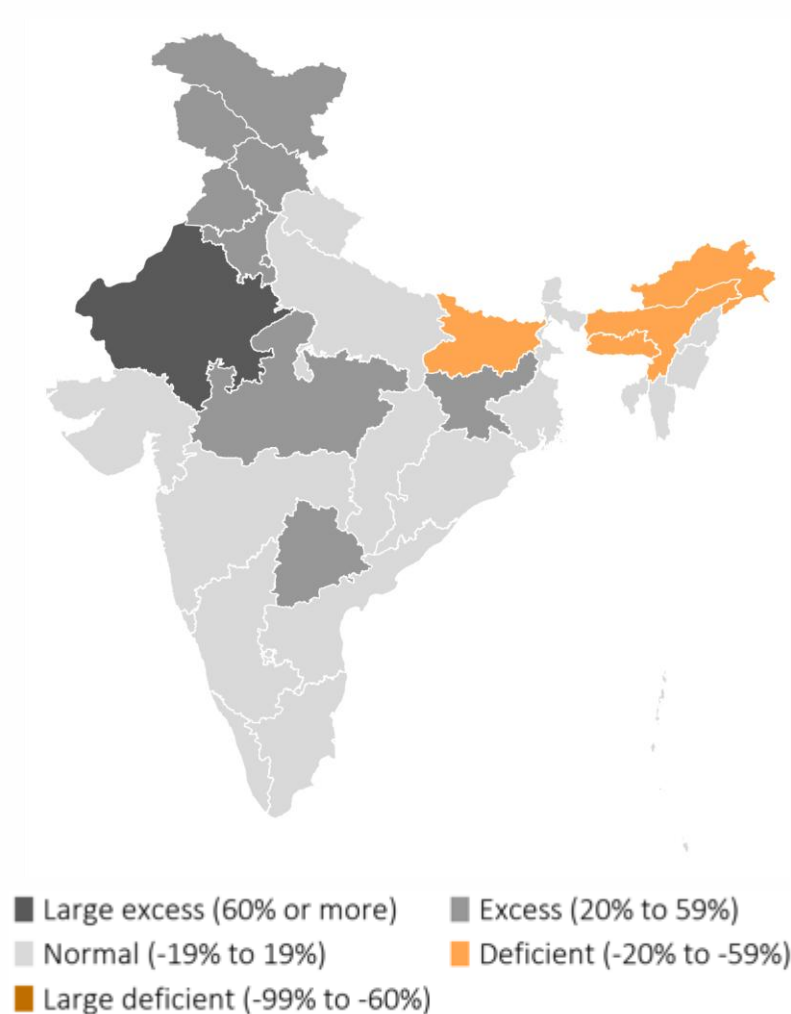 Large excess (60% or more) Excess (20% to 59%)
Normal (-19% to 19%) Deficient (-20% to -59%)
Large deficient (-99% to -60%)